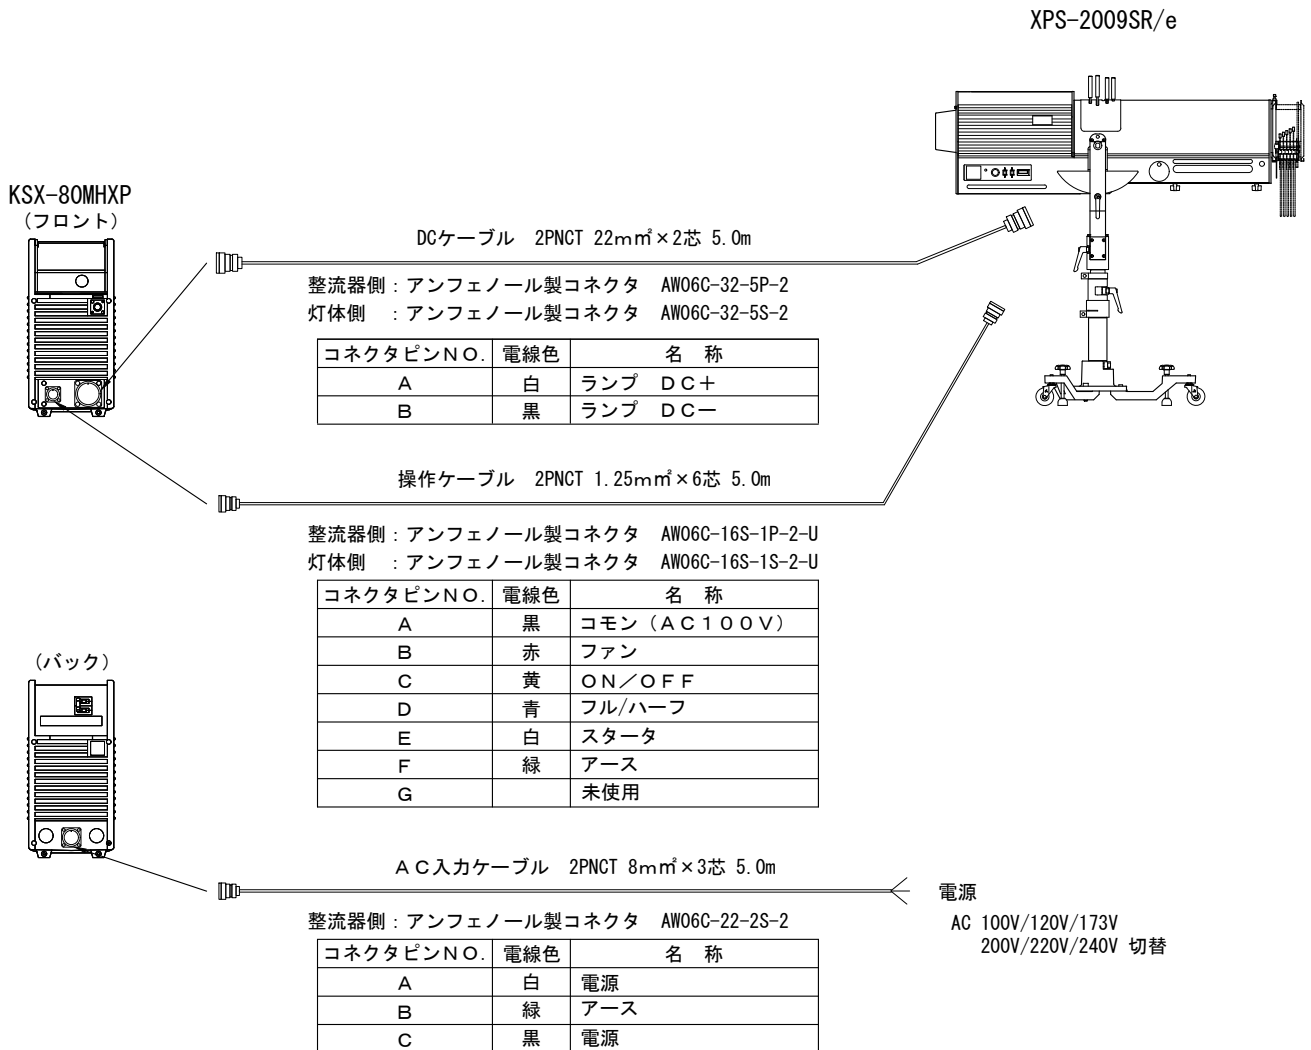 XPS-2009SR/e
KSX-80MHXP
(フロント)
DCケーブル 2PNCT 22mm²×2芯 5.0m
整流器側：アンフェノール製コネクタ AW06C-32-5P-2
灯体側 ：アンフェノール製コネクタ AW06C-32-5S-2
コネクタピンNO. 電線色 名 称
A 白 ランプ DC+
B 黒 ランプ DC−
操作ケーブル 2PNCT 1.25mm²×6芯 5.0m
整流器側：アンフェノール製コネクタ AW06C-16S-1P-2-U
灯体側 ：アンフェノール製コネクタ AW06C-16S-1S-2-U
コネクタピンNO. 電線色 名 称
A 黒 コモン(AC100V)
B 赤 ファン
C 黄 ON/OFF
D 青 フル/ハーフ
E 白 スタータ
F 緑 アース
G 未使用
(バック)
AC入力ケーブル 2PNCT 8mm²×3芯 5.0m
電源
AC 100V/120V/173V
200V/220V/240V 切替
整流器側：アンフェノール製コネクタ AW06C-22-2S-2
コネクタピンNO. 電線色 名 称
A 白 電源
B 緑 アース
C 黒 電源